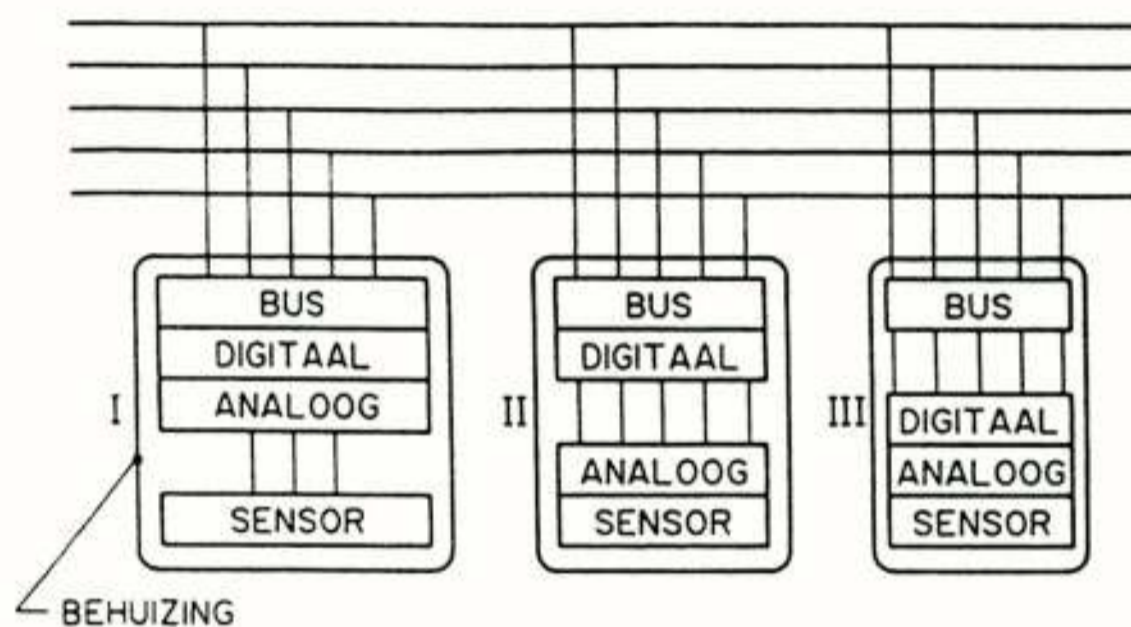 BUS
DIGITAAL
ANALOOG
SENSOR
I
BUS
DIGITAAL
ANALOOG
SENSOR
II
BUS
DIGITAAL
ANALOOG
SENSOR
III
BEHUIZING